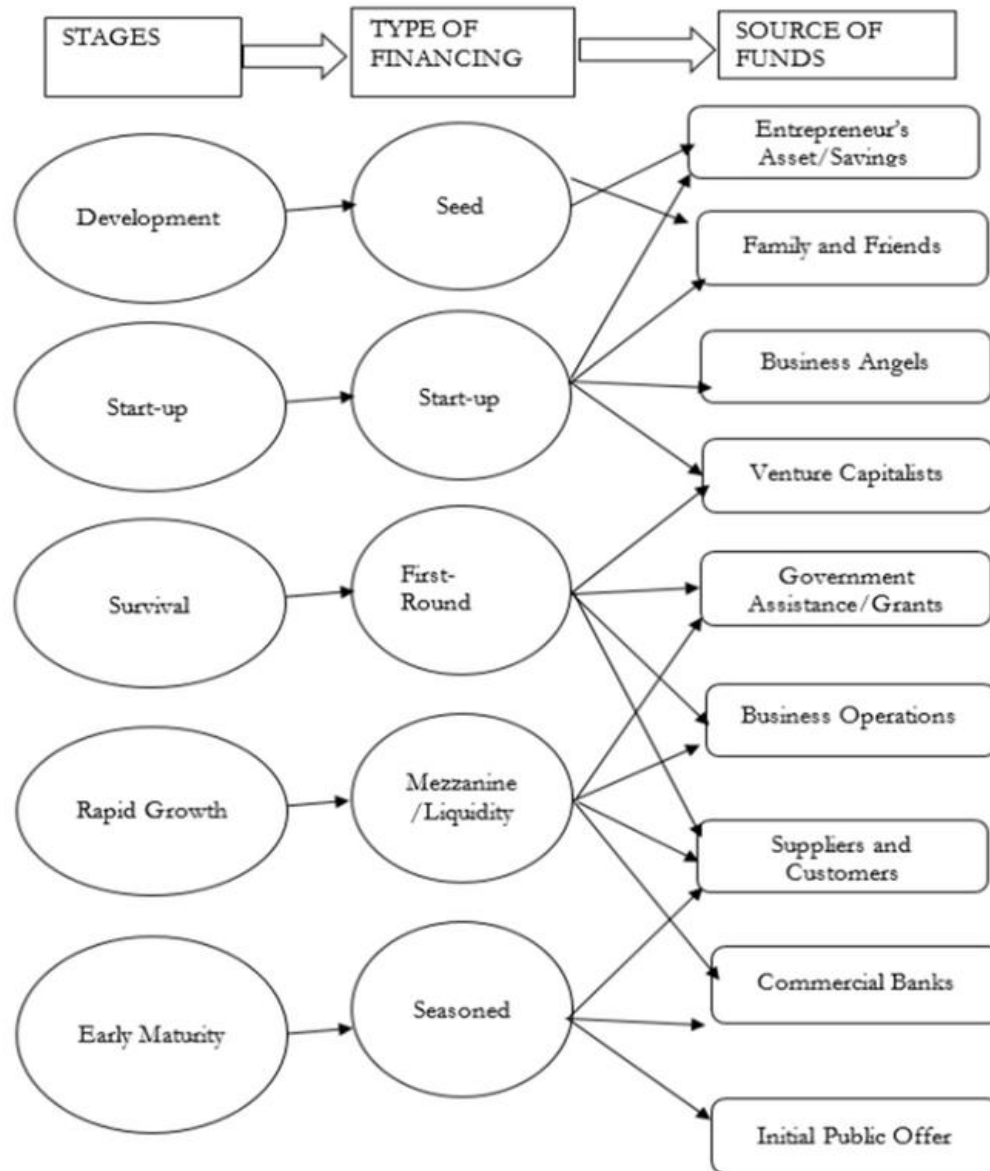 STAGES
TYPE OF
FINANCING
SOURCE OF
FUNDS
Development
Seed
Entrepreneur's
Asset/Savings
Family and Friends
Start-up
Start-up
Business Angels
Venture Capitalists
Survival
First-
Round
Government
Assistance/Grants
Business Operations
Rapid Growth
Mezzanine
/Liquidity
Suppliers and
Customers
Early Maturity
Seasoned
Commercial Banks
Initial Public Offer